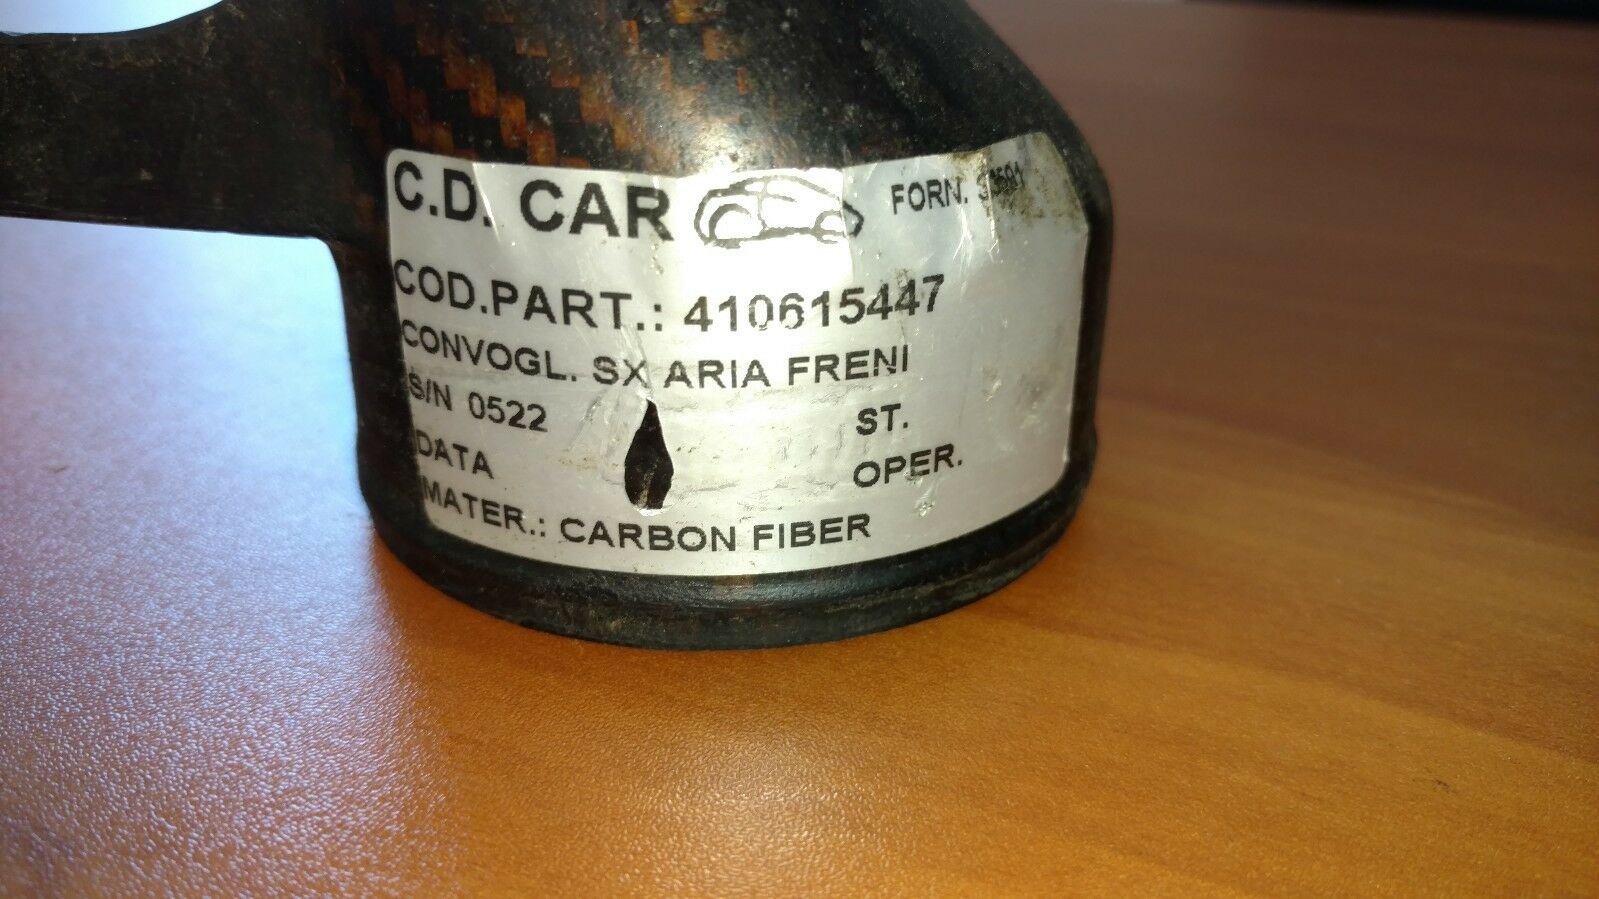 C.D. CAR FORN.
COD.PART.: 410615447
CONVOGL. SX ARIA FRENI
S/N 0522 ST.
DATA OPER.
MATER.: CARBON FIBER